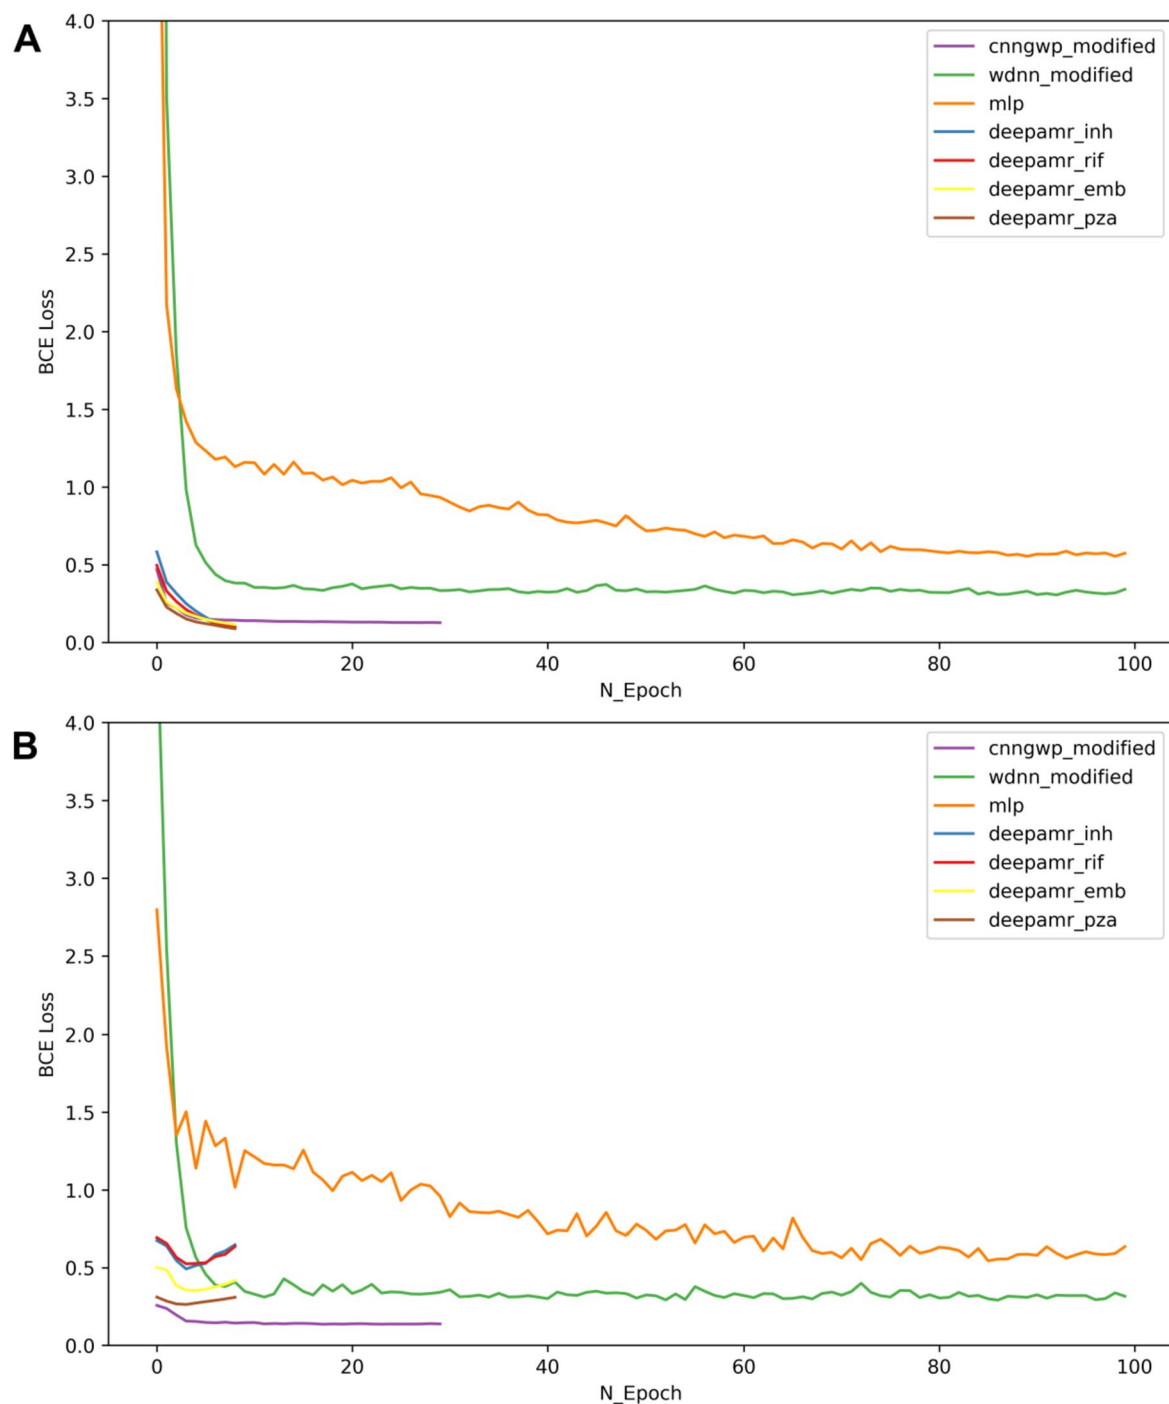 A
4.0
3.5
3.0
2.5
2.0
1.5
1.0
0.5
0.0
BCE Loss
0 20 40 60 80 100
N_Epoch
cnngwp_modified
wdnn_modified
mlp
deepamr_inh
deepamr_rif
deepamr_emb
deepamr_pza
B
4.0
3.5
3.0
2.5
2.0
1.5
1.0
0.5
0.0
BCE Loss
0 20 40 60 80 100
N_Epoch
cnngwp_modified
wdnn_modified
mlp
deepamr_inh
deepamr_rif
deepamr_emb
deepamr_pza